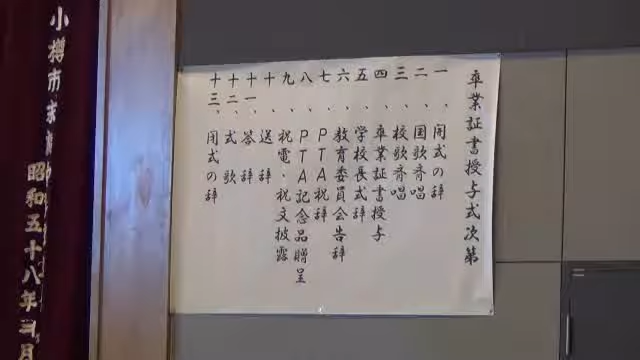 卒業証書授与式次第
一、開式の辞
二、国歌斉唱
三、校歌斉唱
四、卒業証書授与
五、学校長式辞
六、教育委員会告辞
七、PTA祝辞
八、PTA記念品贈呈
九、祝電・祝文披露
十、送辞
十一、答辞
十二、式歌
十三、閉式の辞
小樽市
昭和五十八年三月